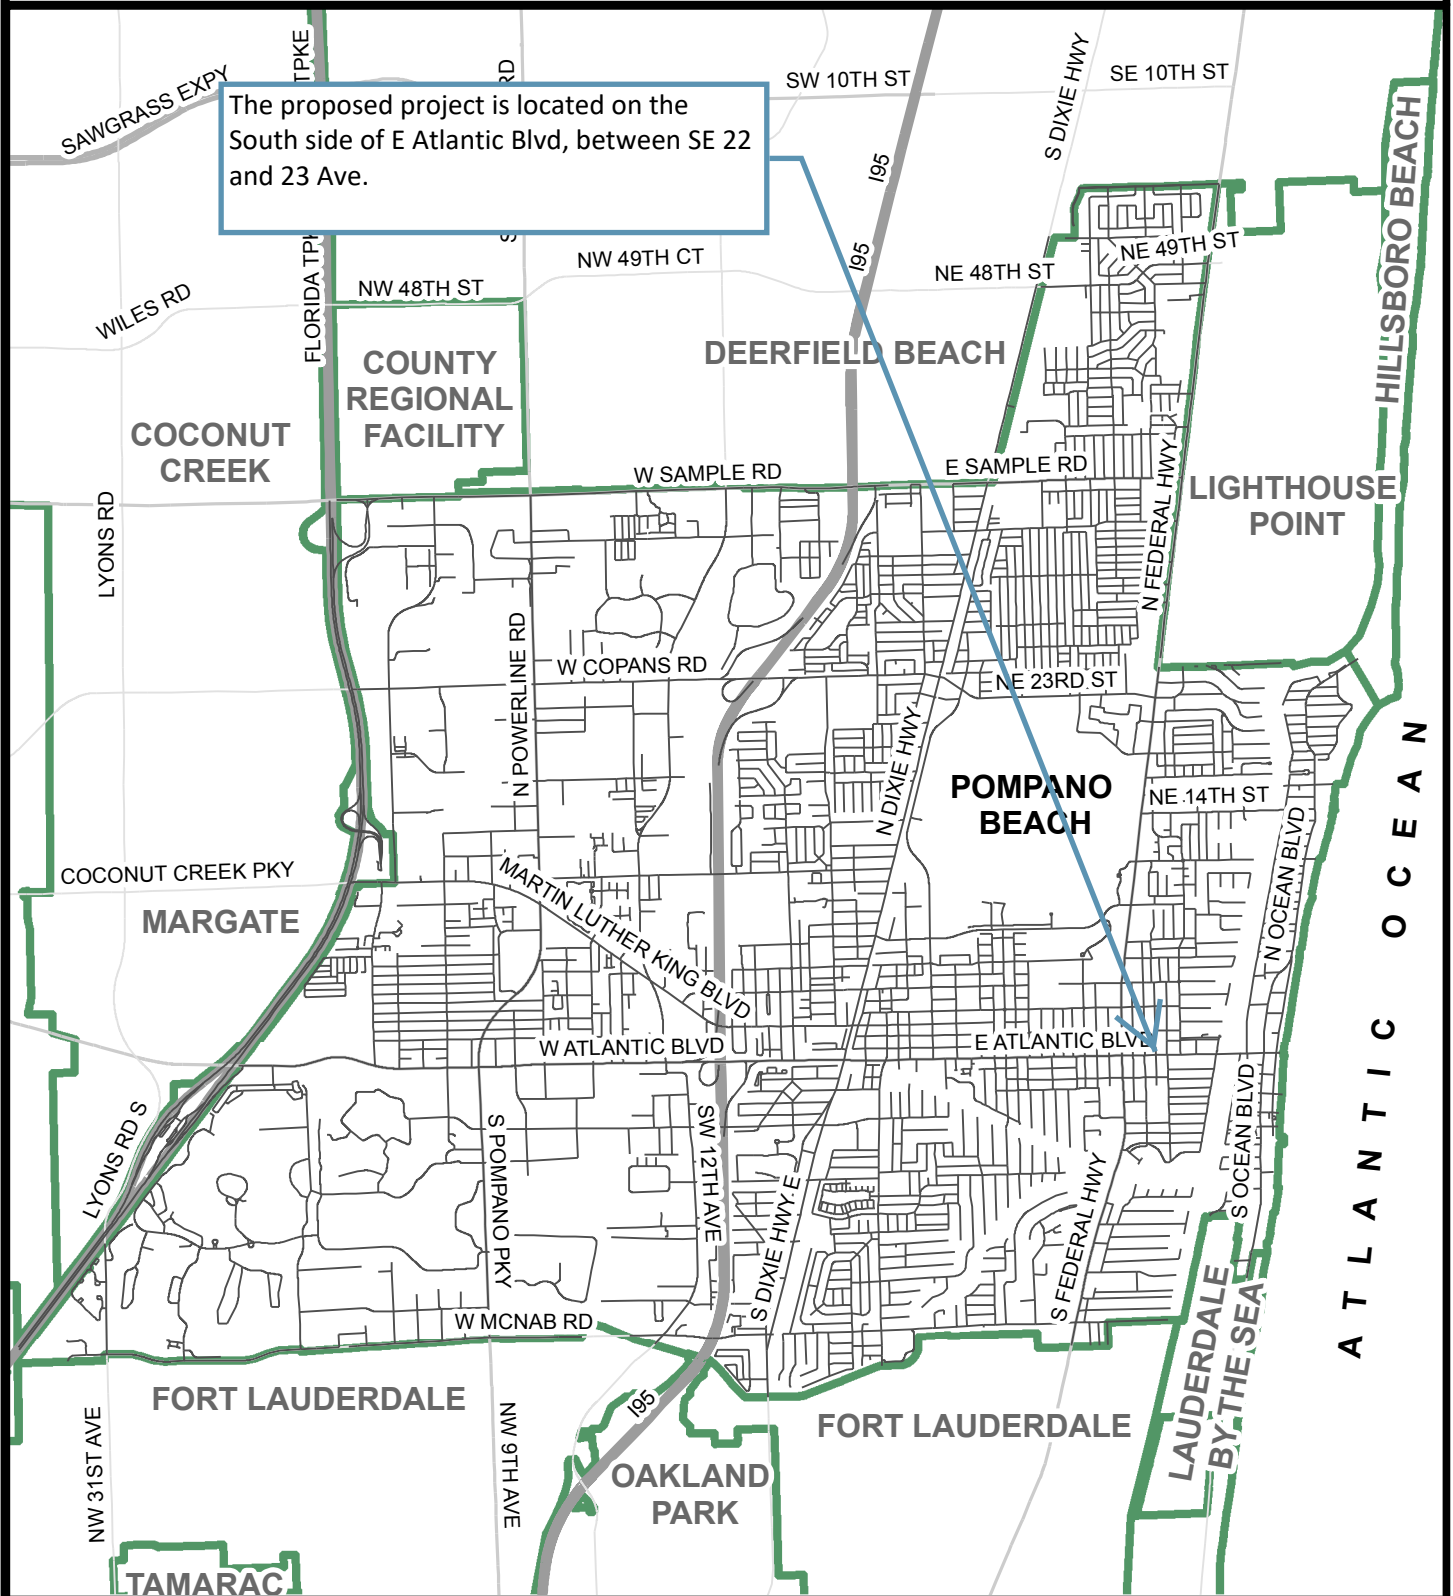 TPKE
RD
SAWGRASS EXPY
SW 10TH ST
S DIXIE HWY
SE 10TH ST
The proposed project is located on the
South side of E Atlantic Blvd, between SE 22
and 23 Ave.
I95
HILLSBORO BEACH
S
I95
NW 49TH CT
NE 49TH ST
NE 48TH ST
NW 48TH ST
WILES RD
FLORIDA TPK
DEERFIELD BEACH
COUNTY
REGIONAL
FACILITY
COCONUT
CREEK
W SAMPLE RD
E SAMPLE RD
LYONS RD
N FEDERAL HWY
LIGHTHOUSE
POINT
N POWERLINE RD
W COPANS RD
NE 23RD ST
N DIXIE HWY
POMPANO
BEACH
NE 14TH ST
N OCEAN BLVD
COCONUT CREEK PKY
MARTIN LUTHER KING BLVD
MARGATE
ATLANTIC OCEAN
W ATLANTIC BLVD
E ATLANTIC BLVD
LYONS RD S
S POMPANO PKY
SW 12TH AVE
S DIXIE HWY E
S FEDERAL HWY
S OCEAN BLVD
W MCNAB RD
LAUDERDALE
BY THE SEA
FORT LAUDERDALE
FORT LAUDERDALE
I95
NW 31ST AVE
NW 9TH AVE
OAKLAND
PARK
TAMARAC